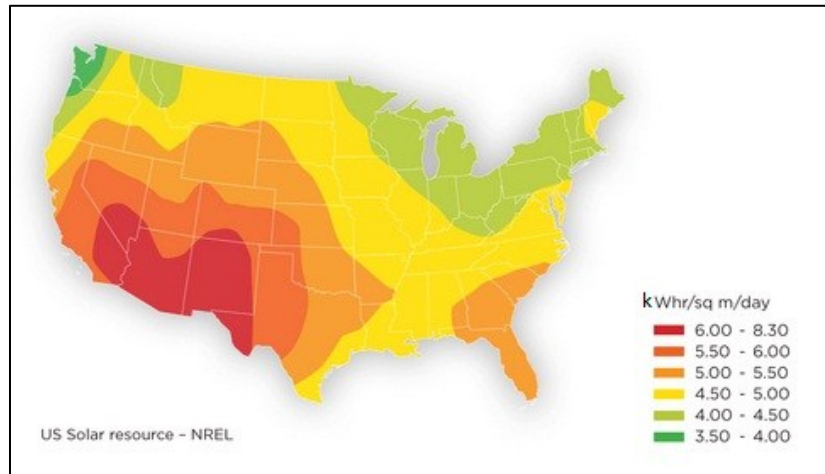 kWhr/sq m/day
6.00 - 8.30
5.50 - 6.00
5.00 - 5.50
4.50 - 5.00
4.00 - 4.50
3.50 - 4.00
US Solar resource – NREL